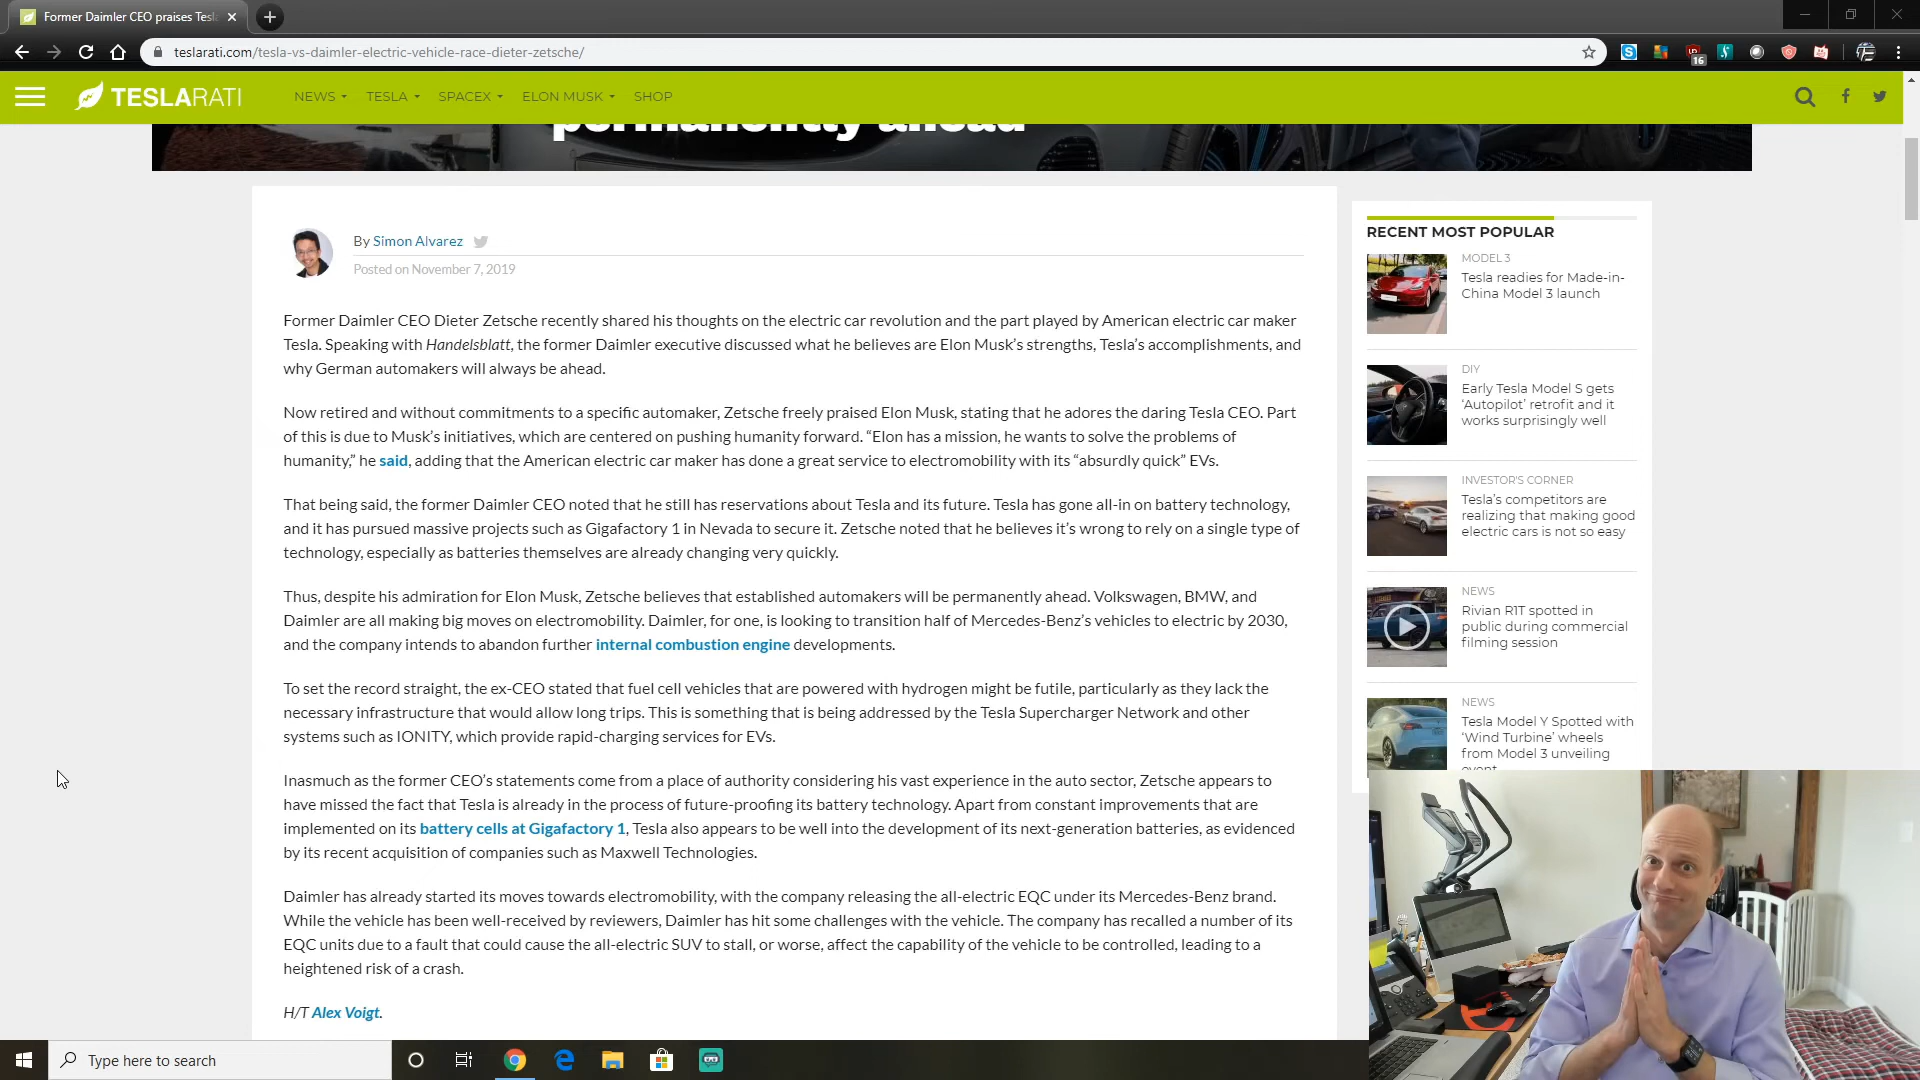 Former Daimler CEO praises Tesl
teslarati.com/tesla-vs-daimler-electric-vehicle-race-dieter-zetsche/
16
TESLARATI
NEWS
TESLA
SPACEX
ELON MUSK
SHOP
permanently ahead
By Simon Alvarez
Posted on November 7, 2019
Former Daimler CEO Dieter Zetsche recently shared his thoughts on the electric car revolution and the part played by American electric car maker
Tesla. Speaking with Handelsblatt, the former Daimler executive discussed what he believes are Elon Musk’s strengths, Tesla’s accomplishments, and
why German automakers will always be ahead.
Now retired and without commitments to a specific automaker, Zetsche freely praised Elon Musk, stating that he adores the daring Tesla CEO. Part
of this is due to Musk’s initiatives, which are centered on pushing humanity forward. “Elon has a mission, he wants to solve the problems of
humanity,” he said, adding that the American electric car maker has done a great service to electromobility with its “absurdly quick” EVs.
That being said, the former Daimler CEO noted that he still has reservations about Tesla and its future. Tesla has gone all-in on battery technology,
and it has pursued massive projects such as Gigafactory 1 in Nevada to secure it. Zetsche noted that he believes it’s wrong to rely on a single type of
technology, especially as batteries themselves are already changing very quickly.
Thus, despite his admiration for Elon Musk, Zetsche believes that established automakers will be permanently ahead. Volkswagen, BMW, and
Daimler are all making big moves on electromobility. Daimler, for one, is looking to transition half of Mercedes-Benz’s vehicles to electric by 2030,
and the company intends to abandon further internal combustion engine developments.
To set the record straight, the ex-CEO stated that fuel cell vehicles that are powered with hydrogen might be futile, particularly as they lack the
necessary infrastructure that would allow long trips. This is something that is being addressed by the Tesla Supercharger Network and other
systems such as IONITY, which provide rapid-charging services for EVs.
Inasmuch as the former CEO’s statements come from a place of authority considering his vast experience in the auto sector, Zetsche appears to
have missed the fact that Tesla is already in the process of future-proofing its battery technology. Apart from constant improvements that are
implemented on its battery cells at Gigafactory 1, Tesla also appears to be well into the development of its next-generation batteries, as evidenced
by its recent acquisition of companies such as Maxwell Technologies.
Daimler has already started its moves towards electromobility, with the company releasing the all-electric EQC under its Mercedes-Benz brand.
While the vehicle has been well-received by reviewers, Daimler has hit some challenges with the vehicle. The company has recalled a number of its
EQC units due to a fault that could cause the all-electric SUV to stall, or worse, affect the capability of the vehicle to be controlled, leading to a
heightened risk of a crash.
H/T Alex Voigt.
RECENT MOST POPULAR
MODEL 3
Tesla readies for Made-in-
China Model 3 launch
DIY
Early Tesla Model S gets
‘Autopilot’ retrofit and it
works surprisingly well
INVESTOR'S CORNER
Tesla’s competitors are
realizing that making good
electric cars is not so easy
NEWS
Rivian R1T spotted in
public during commercial
filming session
NEWS
Tesla Model Y Spotted with
‘Wind Turbine’ wheels
from Model 3 unveiling
event
Type here to search